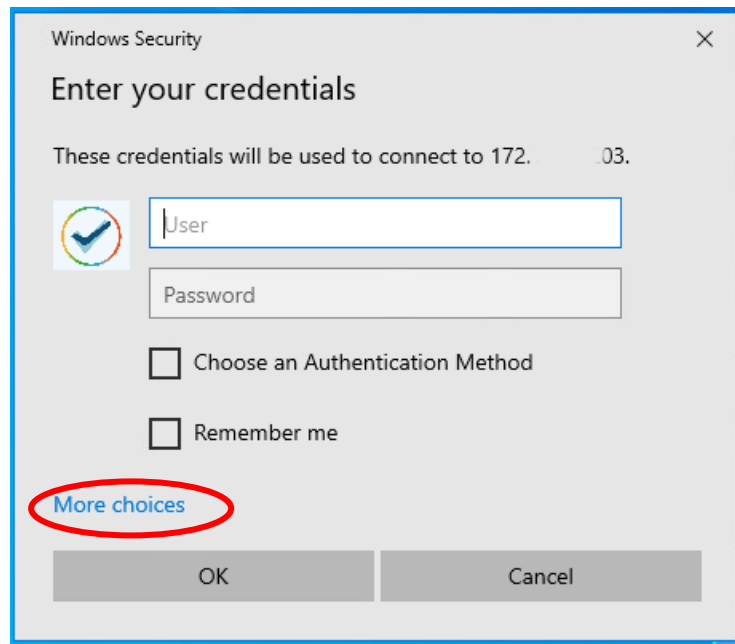 Windows Security
Enter your credentials
These credentials will be used to connect to 172. .03.
User
Password
Choose an Authentication Method
Remember me
More choices
OK Cancel